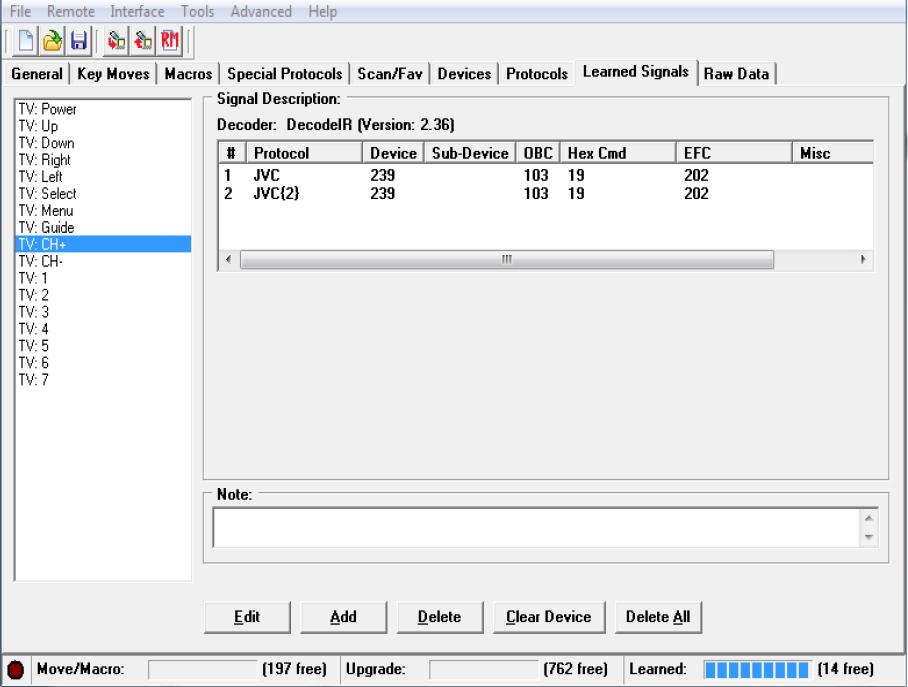 File Remote Interface Tools Advanced Help
RM
General Key Moves Macros Special Protocols Scan/Fav Devices Protocols Learned Signals Raw Data
TV: Power
TV: Up
TV: Down
TV: Right
TV: Left
TV: Select
TV: Menu
TV: Guide
TV: CH+
TV: CH-
TV: 1
TV: 2
TV: 3
TV: 4
TV: 5
TV: 6
TV: 7
Signal Description:
Decoder: DecodeIR (Version: 2.36)
# Protocol Device Sub-Device OBC Hex Cmd EFC Misc
1 JVC 239 103 19 202
2 JVC{2} 239 103 19 202
Note:
Edit Add Delete Clear Device Delete All
Move/Macro: (197 free) Upgrade: (762 free) Learned: (14 free)